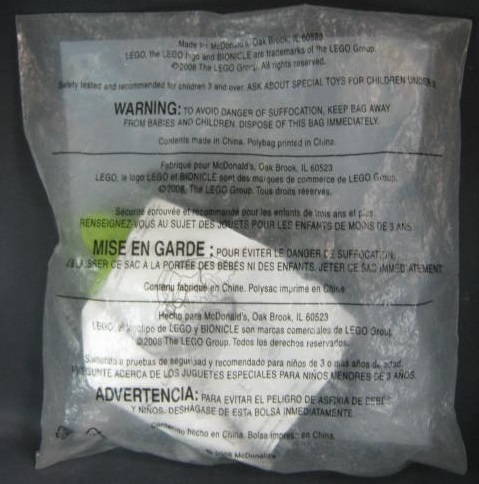 Made for McDonald's, Oak Brook, IL 60523
LEGO, the LEGO logo and BIONICLE are trademarks of the LEGO Group.
©2008 The LEGO Group. All rights reserved.
Safety tested and recommended for children 3 and over. ASK ABOUT SPECIAL TOYS FOR CHILDREN UNDER 3.
WARNING: TO AVOID DANGER OF SUFFOCATION, KEEP BAG AWAY
FROM BABIES AND CHILDREN. DISPOSE OF THIS BAG IMMEDIATELY.
Contents made in China. Polybag printed in China.
Fabriqué pour McDonald's, Oak Brook, IL 60523
LEGO, le logo LEGO et BIONICLE sont des marques de commerce de LEGO Group.
©2008, The LEGO Group. Tous droits réservés.
Sécurité éprouvée et recommandé pour les enfants de trois ans et plus.
RENSEIGNEZ-VOUS AU SUJET DES JOUETS POUR LES ENFANTS DE MOINS DE 3 ANS.
MISE EN GARDE : POUR ÉVITER LE DANGER DE SUFFOCATION,
LAISSER CE SAC À LA PORTÉE DES BÉBÉS NI DES ENFANTS. JETER CE SAC IMMÉDIATEMENT
Contenu fabriqué en Chine. Polysac imprimé en Chine
Hecho para McDonald's, Oak Brook, IL 60523
LEGO, el logotipo de LEGO y BIONICLE son marcas comerciales de LEGO Group.
©2008 The LEGO Group. Todos los derechos reservados.
Sometido a pruebas de seguridad y recomendado para niños de 3 o más años de edad.
PREGUNTE ACERCA DE LOS JUGUETES ESPECIALES PARA NIÑOS MENORES DE 3 AÑOS.
ADVERTENCIA: PARA EVITAR EL PELIGRO DE ASFIXIA DE BEBÉS
Y NIÑOS, DESHÁGASE DE ESTA BOLSA INMEDIATAMENTE.
Contenido hecho en China. Bolsa impresa en China.
© 2008 McDonald's